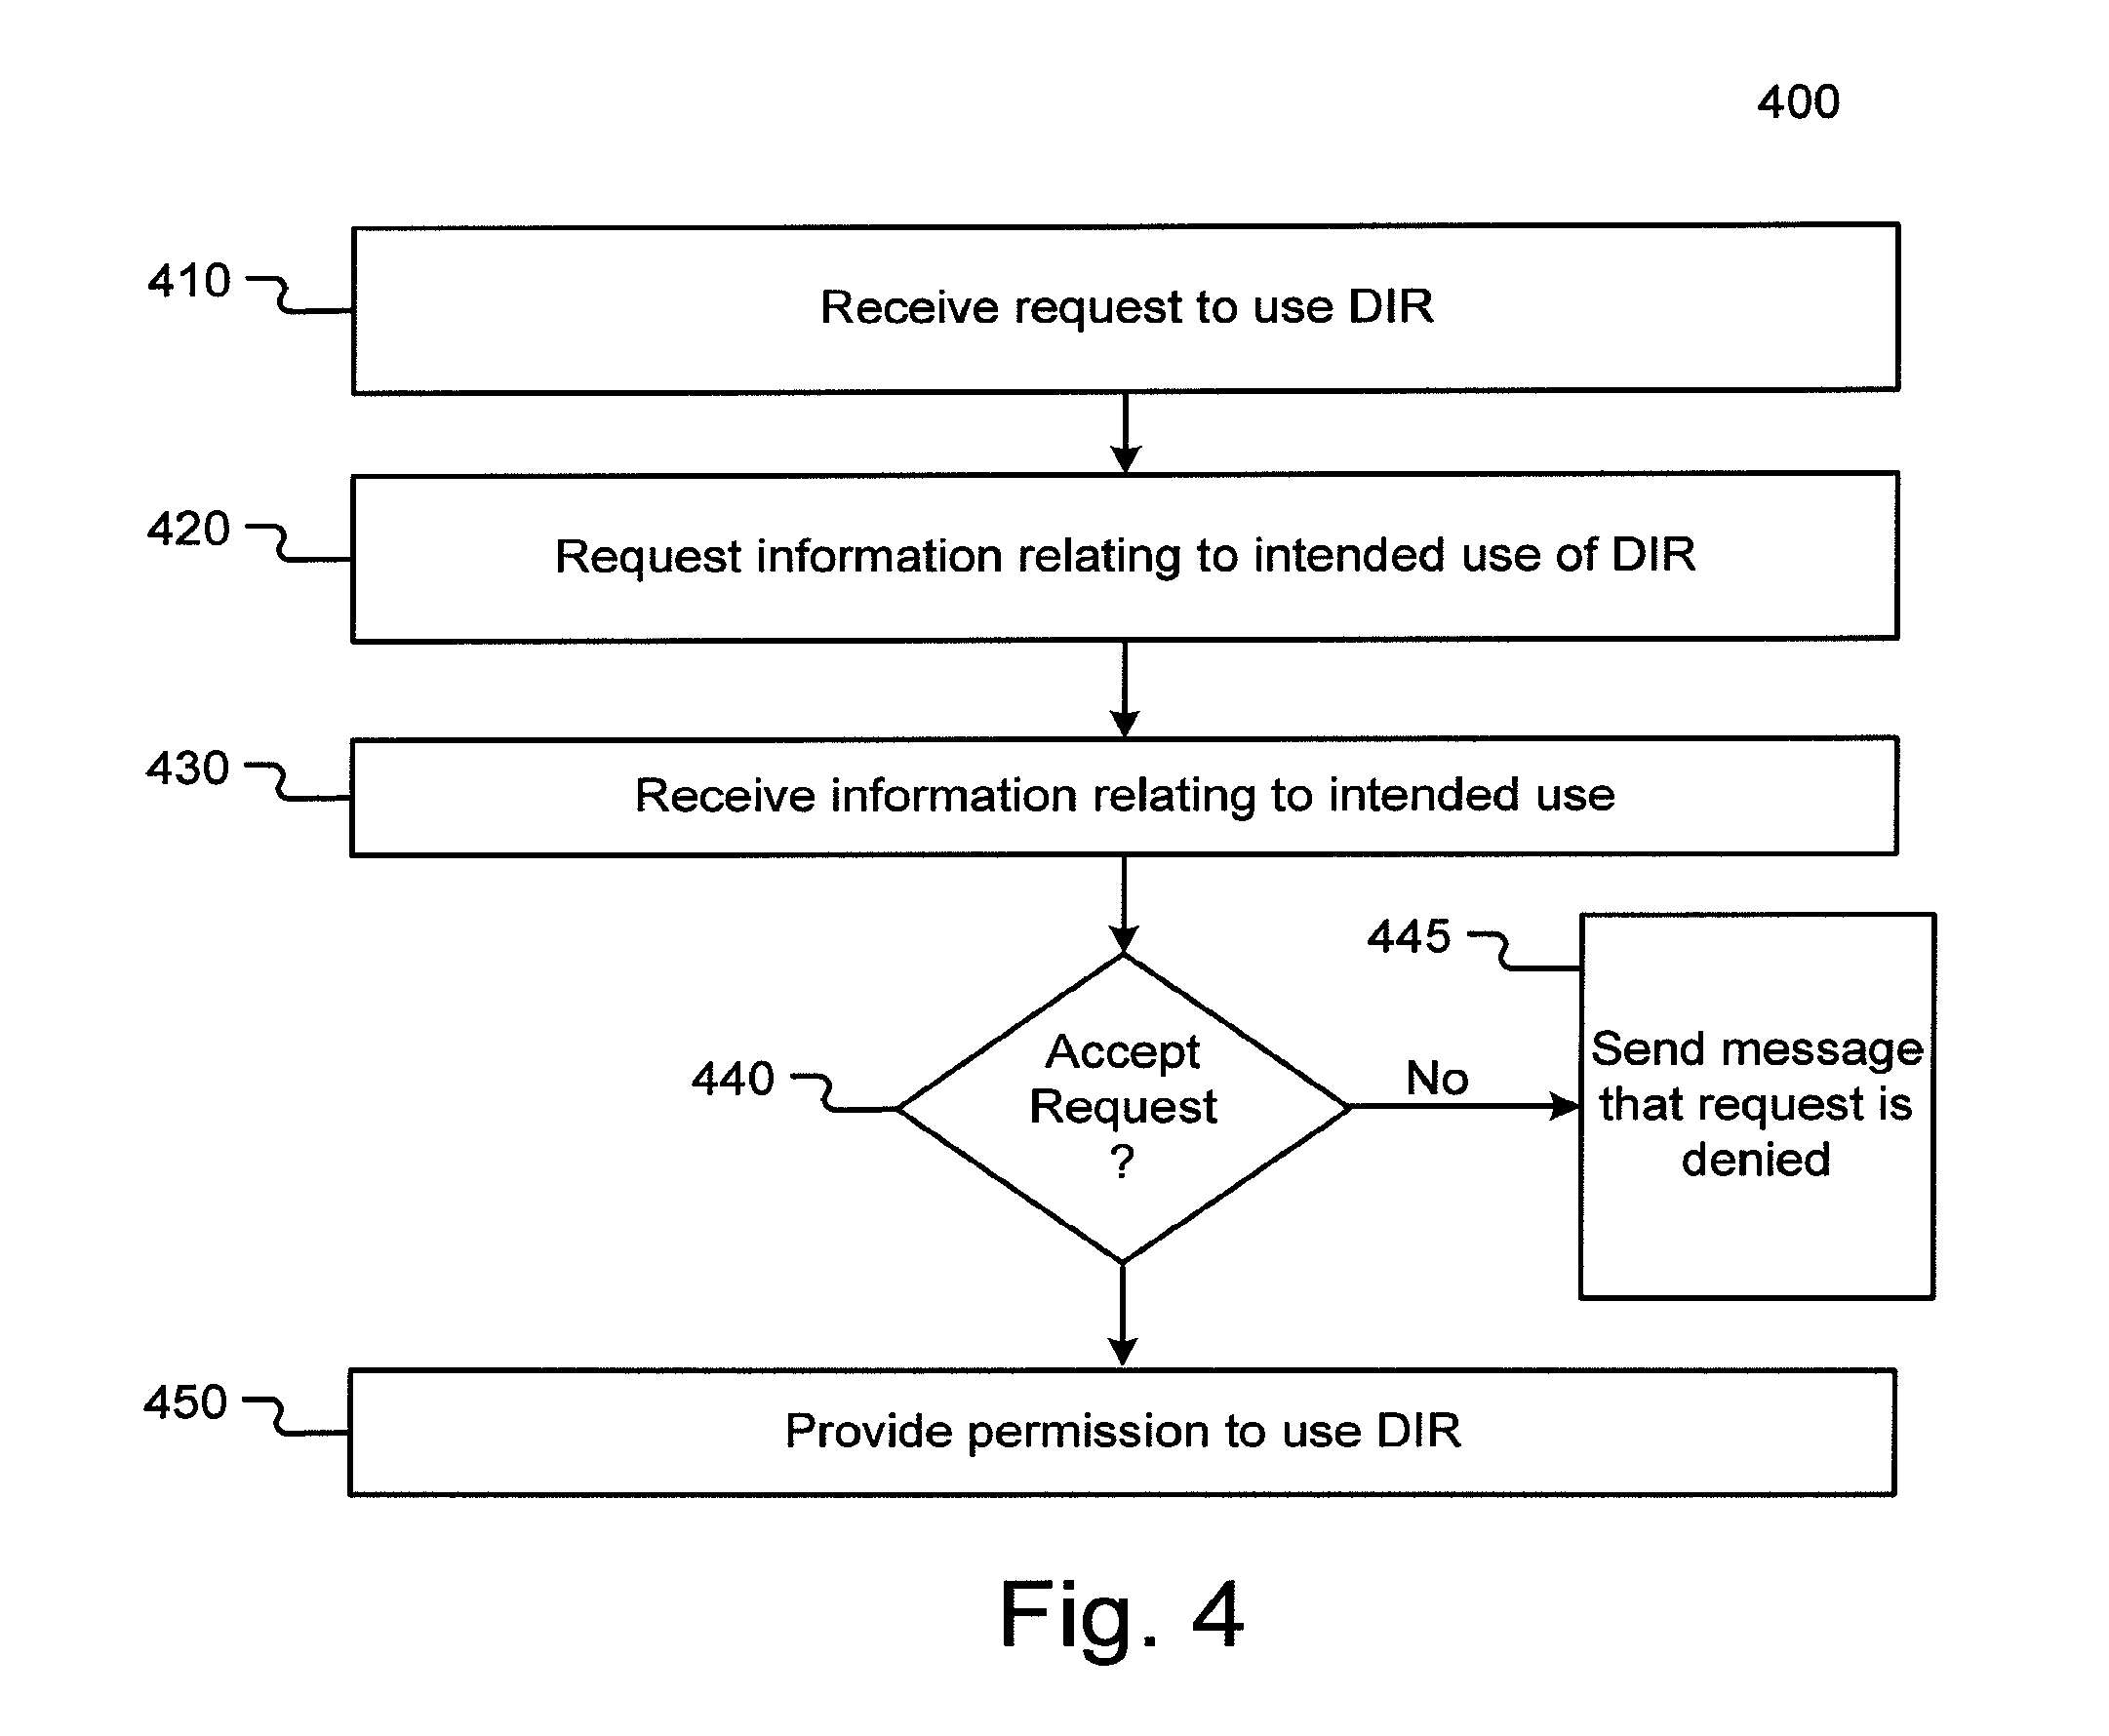 400
410
Receive request to use DIR
420
Request information relating to intended use of DIR
430
Receive information relating to intended use
445
440
Accept
Request
?
No
Send message
that request is
denied
450
Provide permission to use DIR
Fig. 4